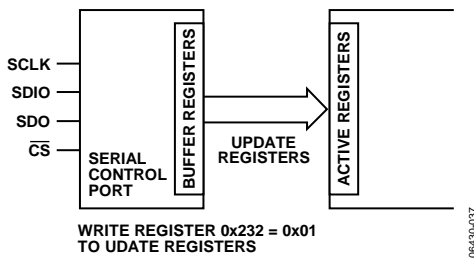 SCLK
SDIO
SDO
CS
SERIAL
CONTROL
PORT
BUFFER REGISTERS
UPDATE
REGISTERS
ACTIVE REGISTERS
WRITE REGISTER 0x232 = 0x01
TO UDATE REGISTERS
06430-037